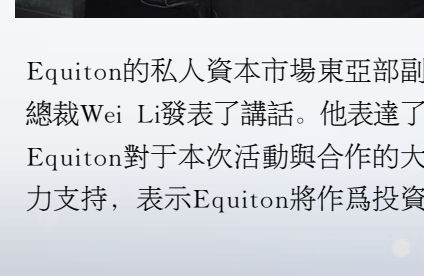 Equiton的私人資本市場東亞部副
總裁Wei Li發表了講話。他表達了
Equiton對于本次活動與合作的大
力支持，表示Equiton將作爲投資